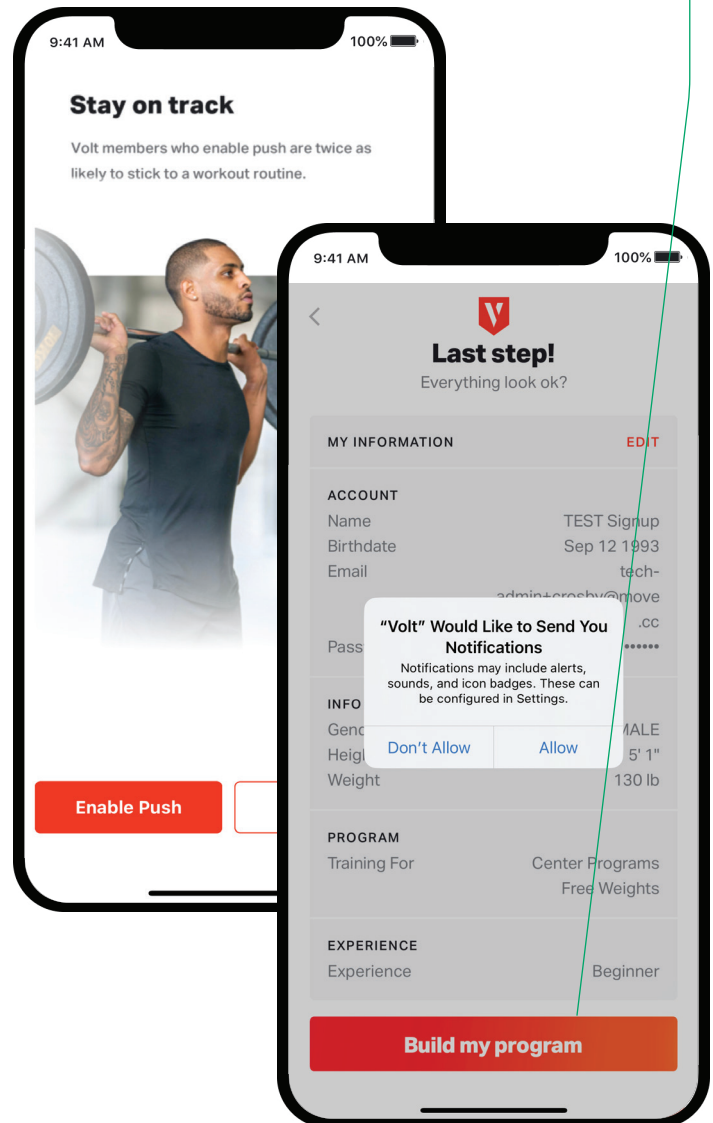 9:41 AM 100%
Stay on track
Volt members who enable push are twice as
likely to stick to a workout routine.
Enable Push
9:41 AM 100%
Last step!
Everything look ok?
MY INFORMATION EDIT
ACCOUNT
Name TEST Signup
Birthdate Sep 12 1993
Email tech-
admin+crosby@move
.cc
Pass ••••••
“Volt” Would Like to Send You
Notifications
Notifications may include alerts,
sounds, and icon badges. These can
be configured in Settings.
Don’t Allow Allow
INFO
Weight 130 lb
5' 1"
PROGRAM
Training For Center Programs
Free Weights
EXPERIENCE
Experience Beginner
Build my program